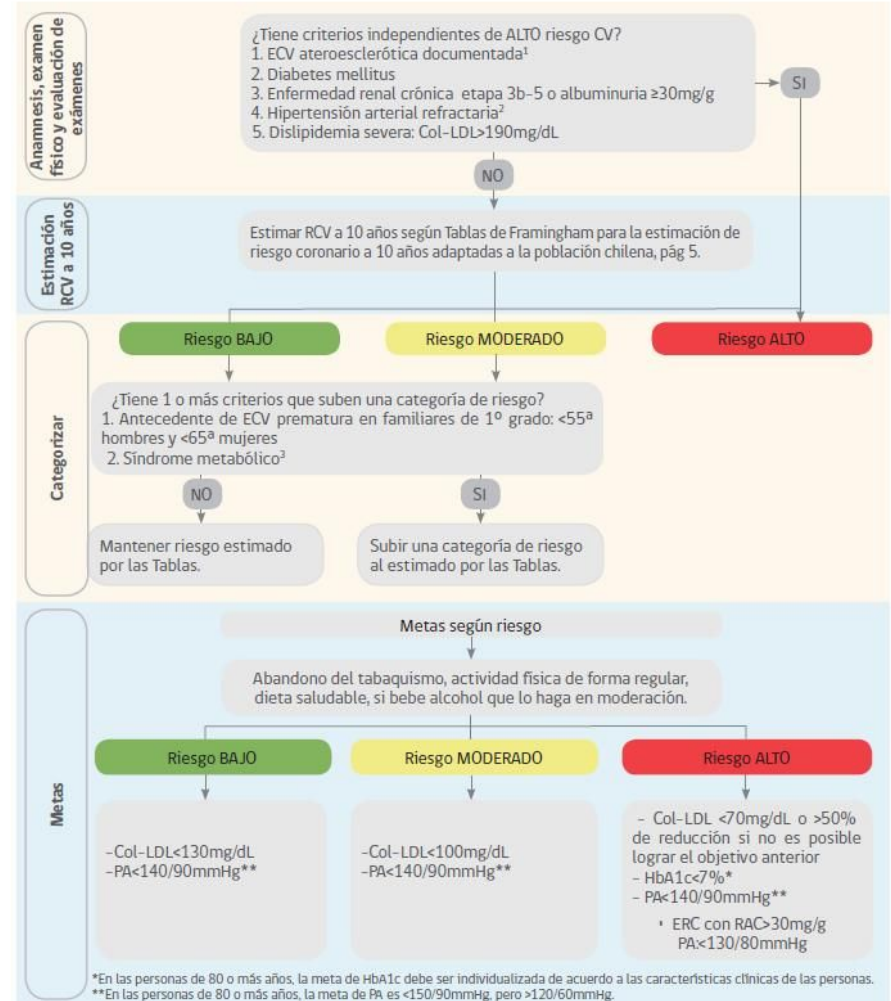 Anamnesis, examen
físico y evaluación de
exámenes
¿Tiene criterios independientes de ALTO riesgo CV?
1. ECV ateroesclerótica documentada¹
2. Diabetes mellitus
3. Enfermedad renal crónica etapa 3b-5 o albuminuria ≥30mg/g
4. Hipertensión arterial refractaria²
5. Dislipidemia severa: Col-LDL>190mg/dL
SI
NO
Estimación
RCV a 10 años
Estimar RCV a 10 años según Tablas de Framingham para la estimación de
riesgo coronario a 10 años adaptadas a la población chilena, pág 5.
Categorizar
Riesgo BAJO
Riesgo MODERADO
Riesgo ALTO
¿Tiene 1 o más criterios que suben una categoría de riesgo?
1. Antecedente de ECV prematura en familiares de 1º grado: <55ª
hombres y <65ª mujeres
2. Síndrome metabólico³
NO
SI
Mantener riesgo estimado
por las Tablas.
Subir una categoría de riesgo
al estimado por las Tablas.
Metas
Metas según riesgo
Abandono del tabaquismo, actividad física de forma regular,
dieta saludable, si bebe alcohol que lo haga en moderación.
Riesgo BAJO
Riesgo MODERADO
Riesgo ALTO
-Col-LDL<130mg/dL
-PA<140/90mmHg**
-Col-LDL<100mg/dL
-PA<140/90mmHg**
- Col-LDL <70mg/dL o >50%
de reducción si no es posible
lograr el objetivo anterior
- HbA1c<7%*
- PA<140/90mmHg**
• ERC con RAC>30mg/g
PA:<130/80mmHg
*En las personas de 80 o más años, la meta de HbA1c debe ser individualizada de acuerdo a las características clínicas de las personas.
**En las personas de 80 o más años, la meta de PA es <150/90mmHg, pero >120/60mmHg.